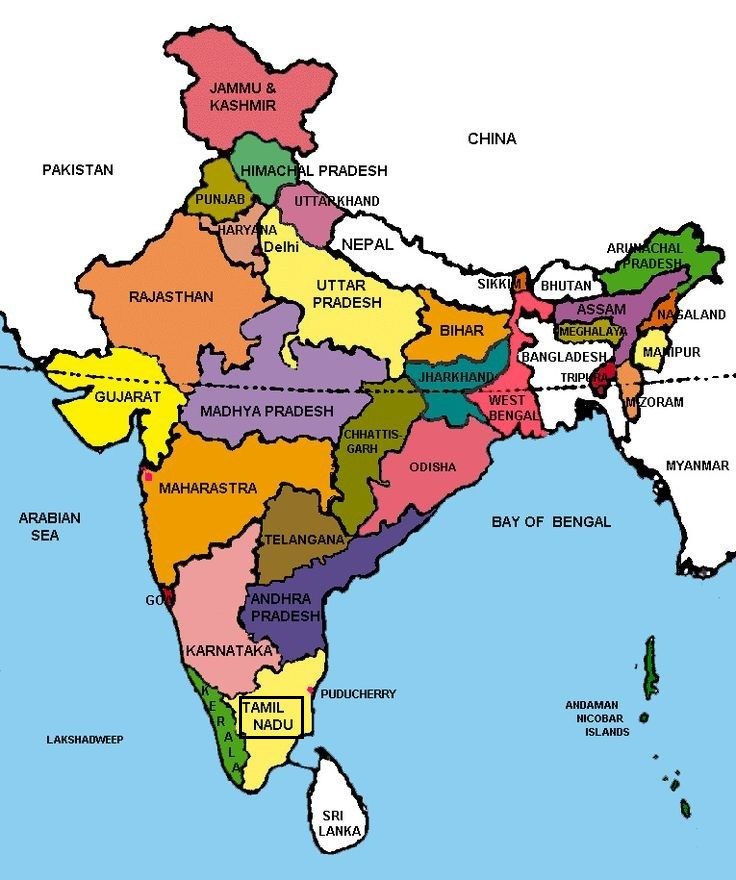 JAMMU &
KASHMIR
CHINA
PAKISTAN
HIMACHAL PRADESH
PUNJAB
UTTARKHAND
HARYANA
Delhi
NEPAL
ARUNACHAL
PRADESH
SIKKIM
BHUTAN
UTTAR
PRADESH
RAJASTHAN
ASSAM
NAGALAND
BIHAR
MEGHALAYA
MANIPUR
BANGLADESH
JHARKHAND
TRIPURA
GUJARAT
WEST
BENGAL
MIZORAM
MADHYA PRADESH
CHHATTIS-
GARH
ODISHA
MYANMAR
MAHARASTRA
ARABIAN
SEA
BAY OF BENGAL
TELANGANA
GOA
ANDHRA
PRADESH
KARNATAKA
KERALA
PUDUCHERRY
TAMIL
NADU
ANDAMAN
NICOBAR
ISLANDS
LAKSHADWEEP
SRI
LANKA